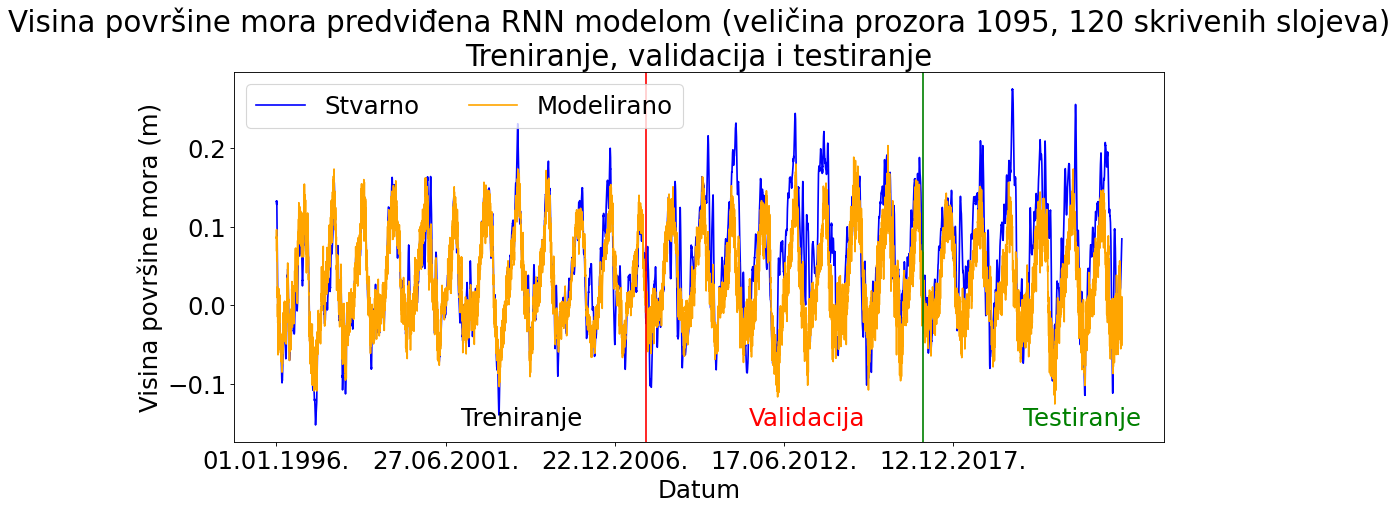 Visina površine mora predviđena RNN modelom (veličina prozora 1095, 120 skrivenih slojeva)
Treniranje, validacija i testiranje
Stvarno
Modelirano
Visina površine mora (m)
0.2
0.1
0.0
−0.1
Treniranje
Validacija
Testiranje
01.01.1996.
27.06.2001.
22.12.2006.
17.06.2012.
12.12.2017.
Datum